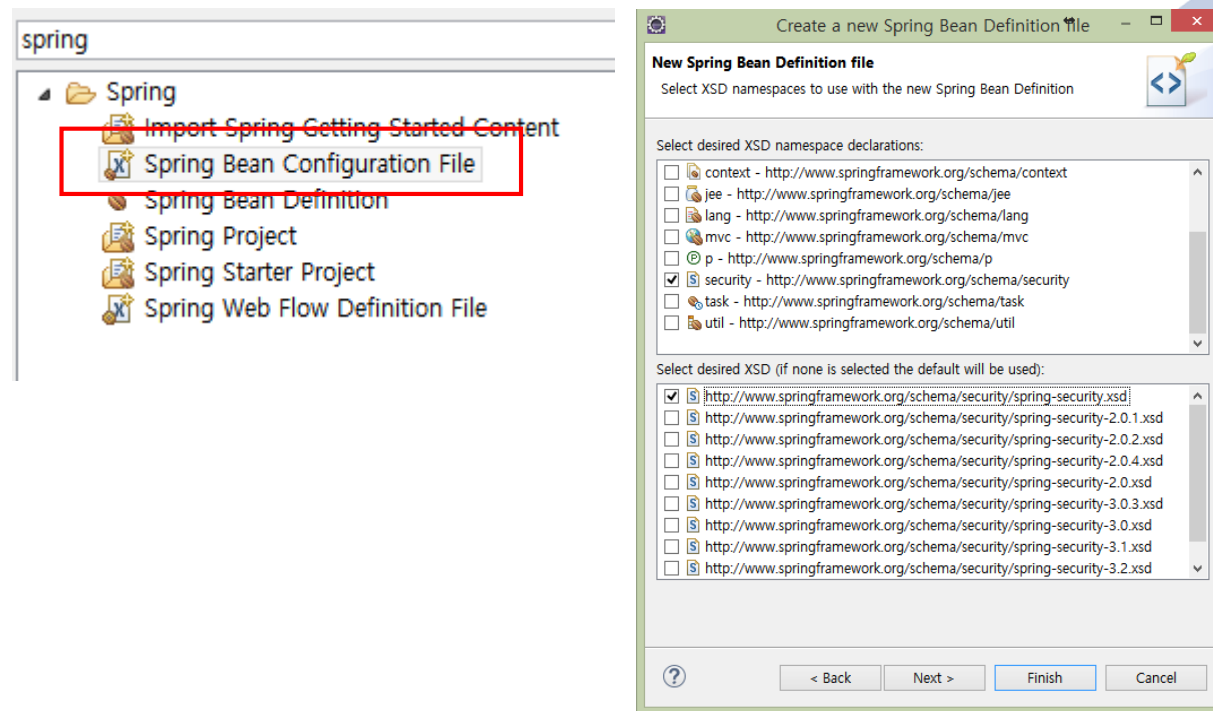 spring
Spring
Import Spring Getting Started Content
Spring Bean Configuration File
Spring Bean Definition
Spring Project
Spring Starter Project
Spring Web Flow Definition File
Create a new Spring Bean Definition file
New Spring Bean Definition file
Select XSD namespaces to use with the new Spring Bean Definition
Select desired XSD namespace declarations:
context - http://www.springframework.org/schema/context
jee - http://www.springframework.org/schema/jee
lang - http://www.springframework.org/schema/lang
mvc - http://www.springframework.org/schema/mvc
p - http://www.springframework.org/schema/p
security - http://www.springframework.org/schema/security
task - http://www.springframework.org/schema/task
util - http://www.springframework.org/schema/util
Select desired XSD (if none is selected the default will be used):
http://www.springframework.org/schema/security/spring-security.xsd
http://www.springframework.org/schema/security/spring-security-2.0.1.xsd
http://www.springframework.org/schema/security/spring-security-2.0.2.xsd
http://www.springframework.org/schema/security/spring-security-2.0.4.xsd
http://www.springframework.org/schema/security/spring-security-2.0.xsd
http://www.springframework.org/schema/security/spring-security-3.0.3.xsd
http://www.springframework.org/schema/security/spring-security-3.0.xsd
http://www.springframework.org/schema/security/spring-security-3.1.xsd
http://www.springframework.org/schema/security/spring-security-3.2.xsd
< Back
Next >
Finish
Cancel